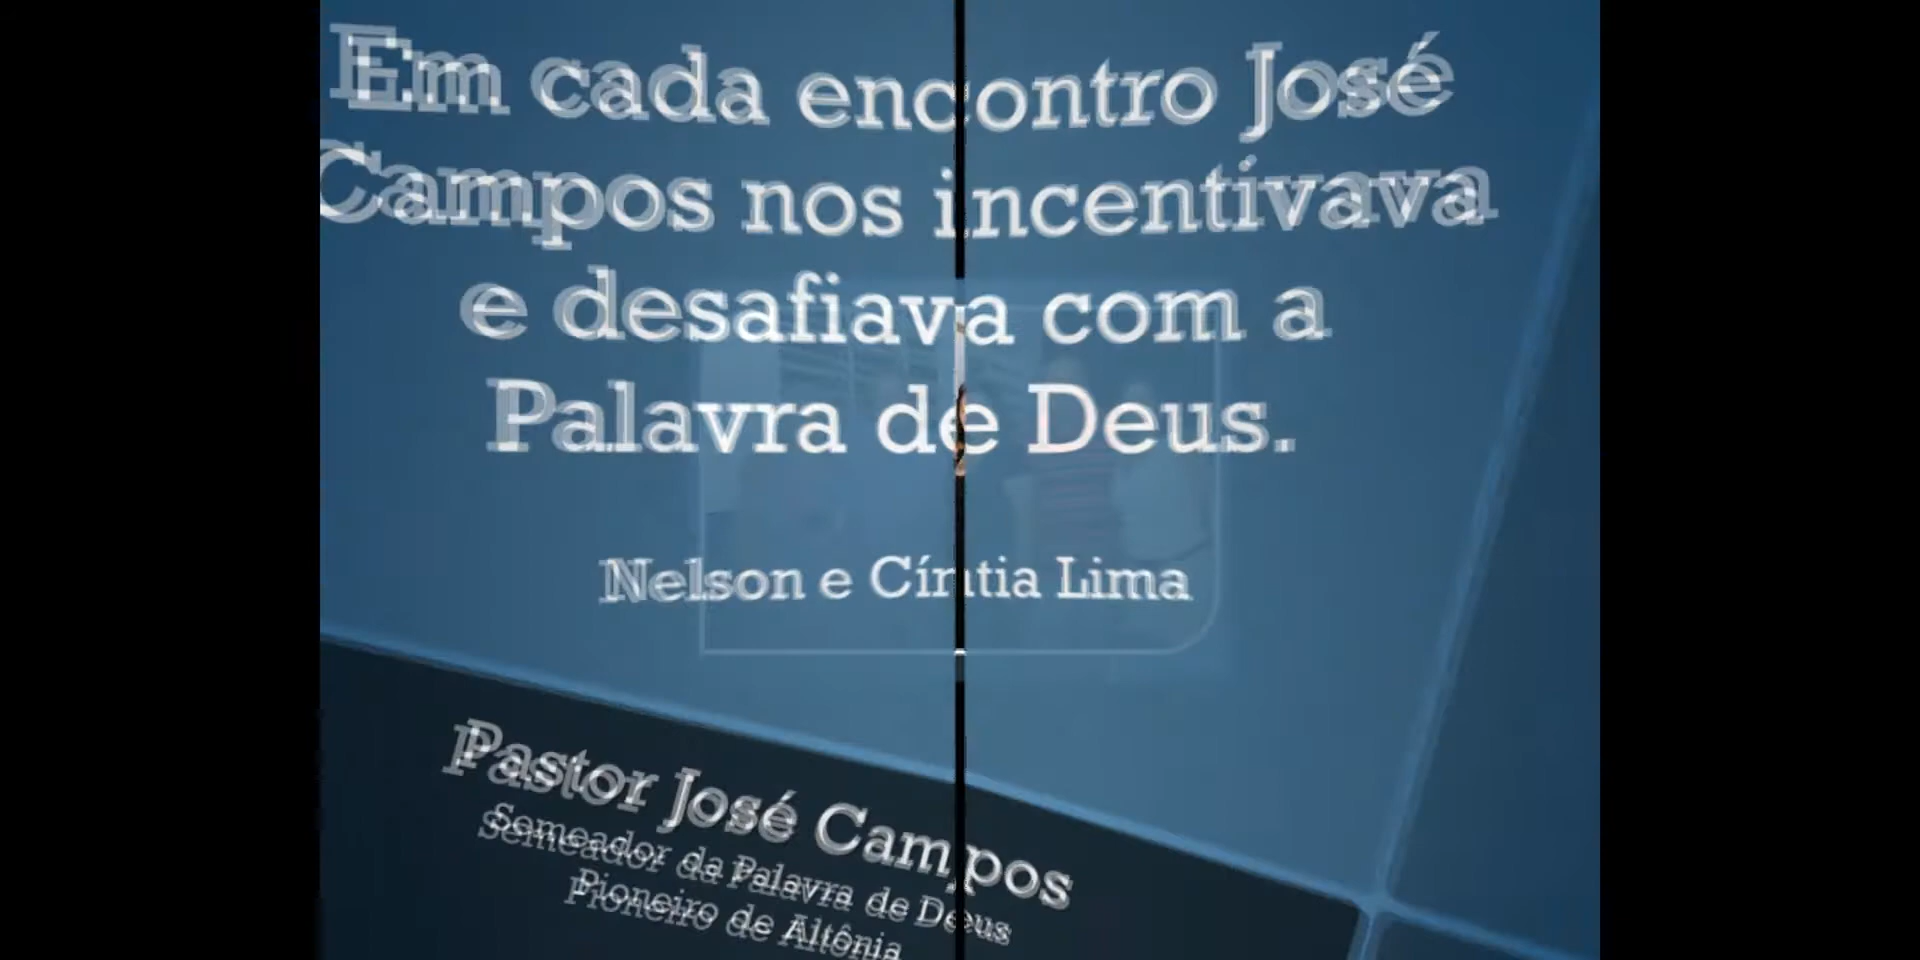 Em cada encontro José
Campos nos incentivava
e desafiava com a
Palavra de Deus.
Nelson e Cíntia Lima
Pastor José Campos
Semeador da Palavra de Deus
Pioneiro de Altônia